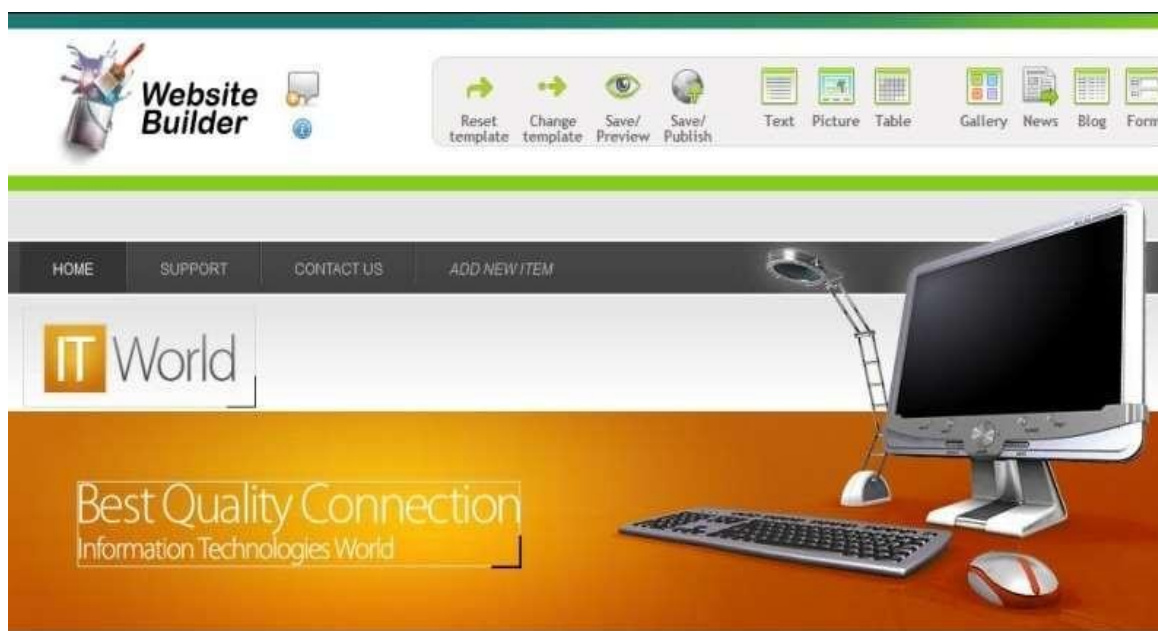 Website
Builder
Reset
template
Change
template
Save/
Preview
Save/
Publish
Text
Picture
Table
Gallery
News
Blog
Form
HOME
SUPPORT
CONTACT US
ADD NEW ITEM
IT World
Best Quality Connection
Information Technologies World